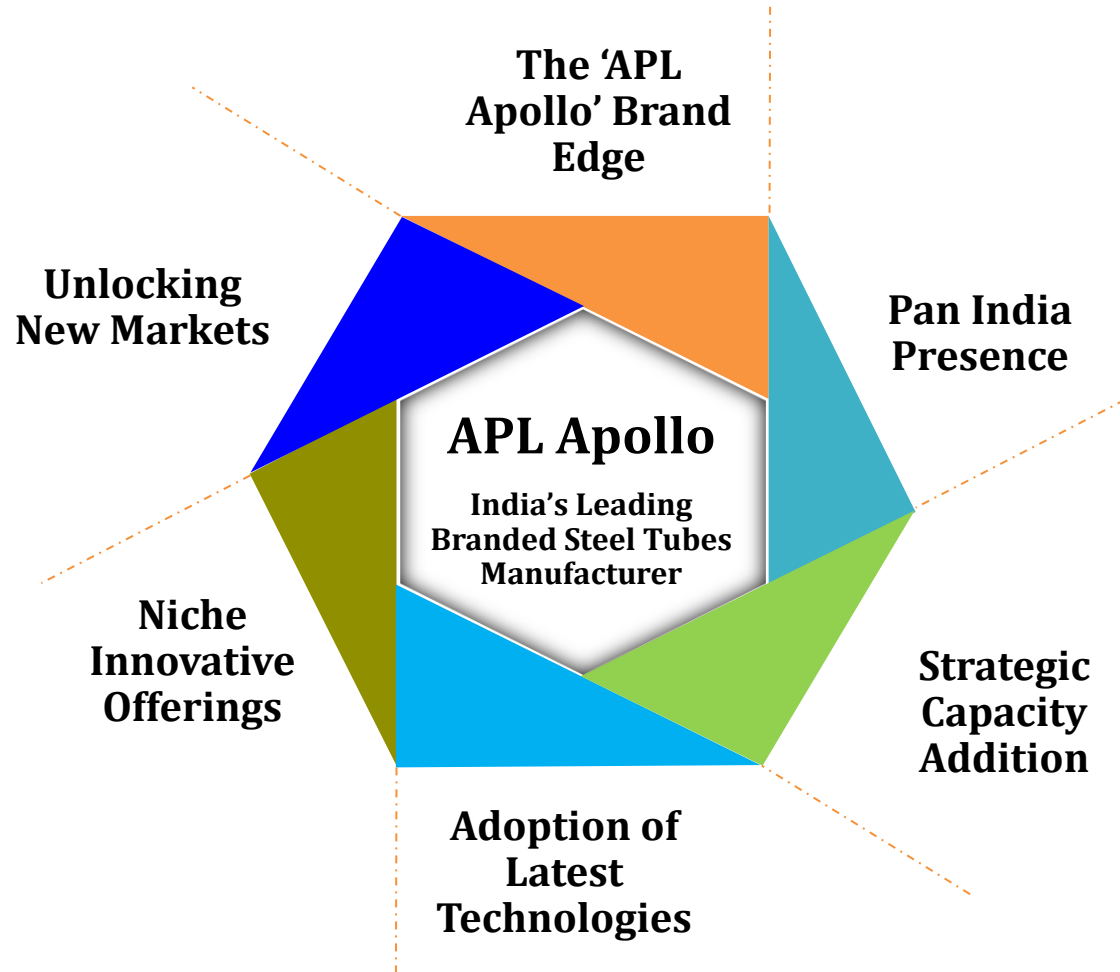 The ‘APL
Apollo’ Brand
Edge
Unlocking
New Markets
Pan India
Presence
APL Apollo
India’s Leading
Branded Steel Tubes
Manufacturer
Niche
Innovative
Offerings
Strategic
Capacity
Addition
Adoption of
Latest
Technologies